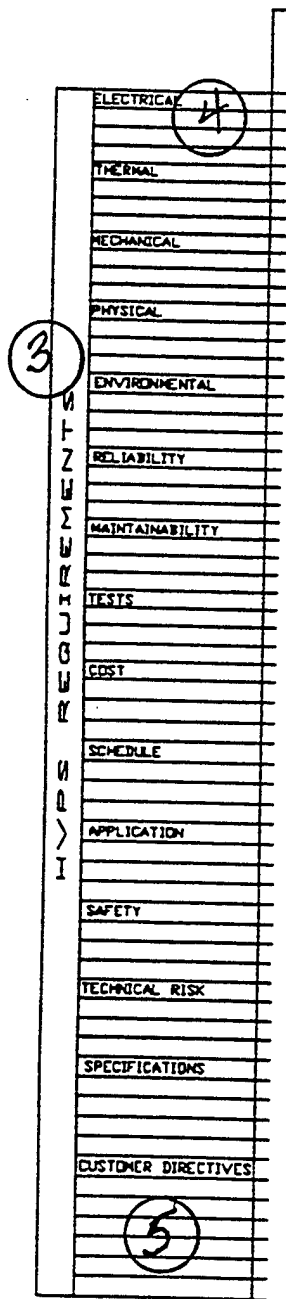 ELECTRICAL
4
THERMAL
MECHANICAL
PHYSICAL
3
ENVIRONMENTAL
RELIABILITY
MAINTAINABILITY
TESTS
COST
SCHEDULE
APPLICATION
SAFETY
TECHNICAL RISK
SPECIFICATIONS
CUSTOMER DIRECTIVES
5
HVPS REQUIREMENTS